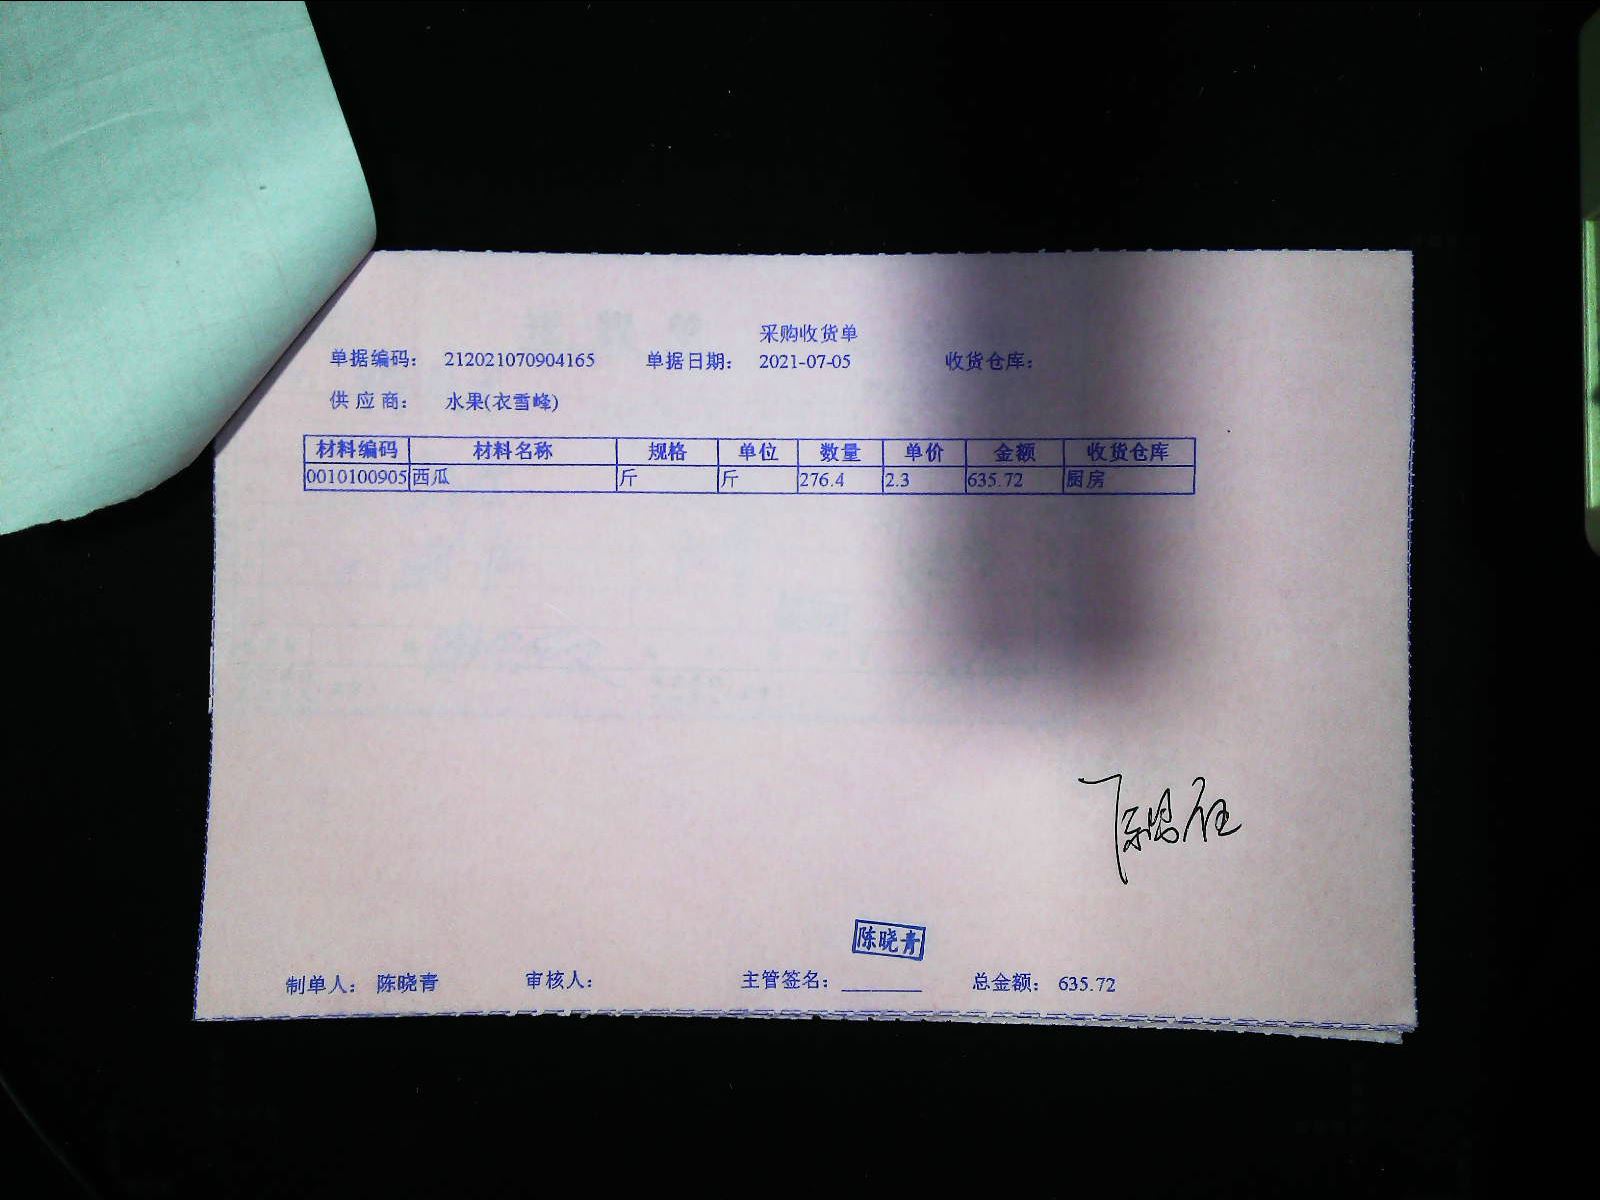 采购收货单
单据编码： 212021070904165 单据日期： 2021-07-05 收货仓库：
供应商： 水果(衣雪峰)
材料编码 材料名称 规格 单位 数量 单价 金额 收货仓库
0010100905 西瓜 斤 斤 276.4 2.3 635.72 厨房
陈晓青
制单人： 陈晓青 审核人： 主管签名： 总金额： 635.72